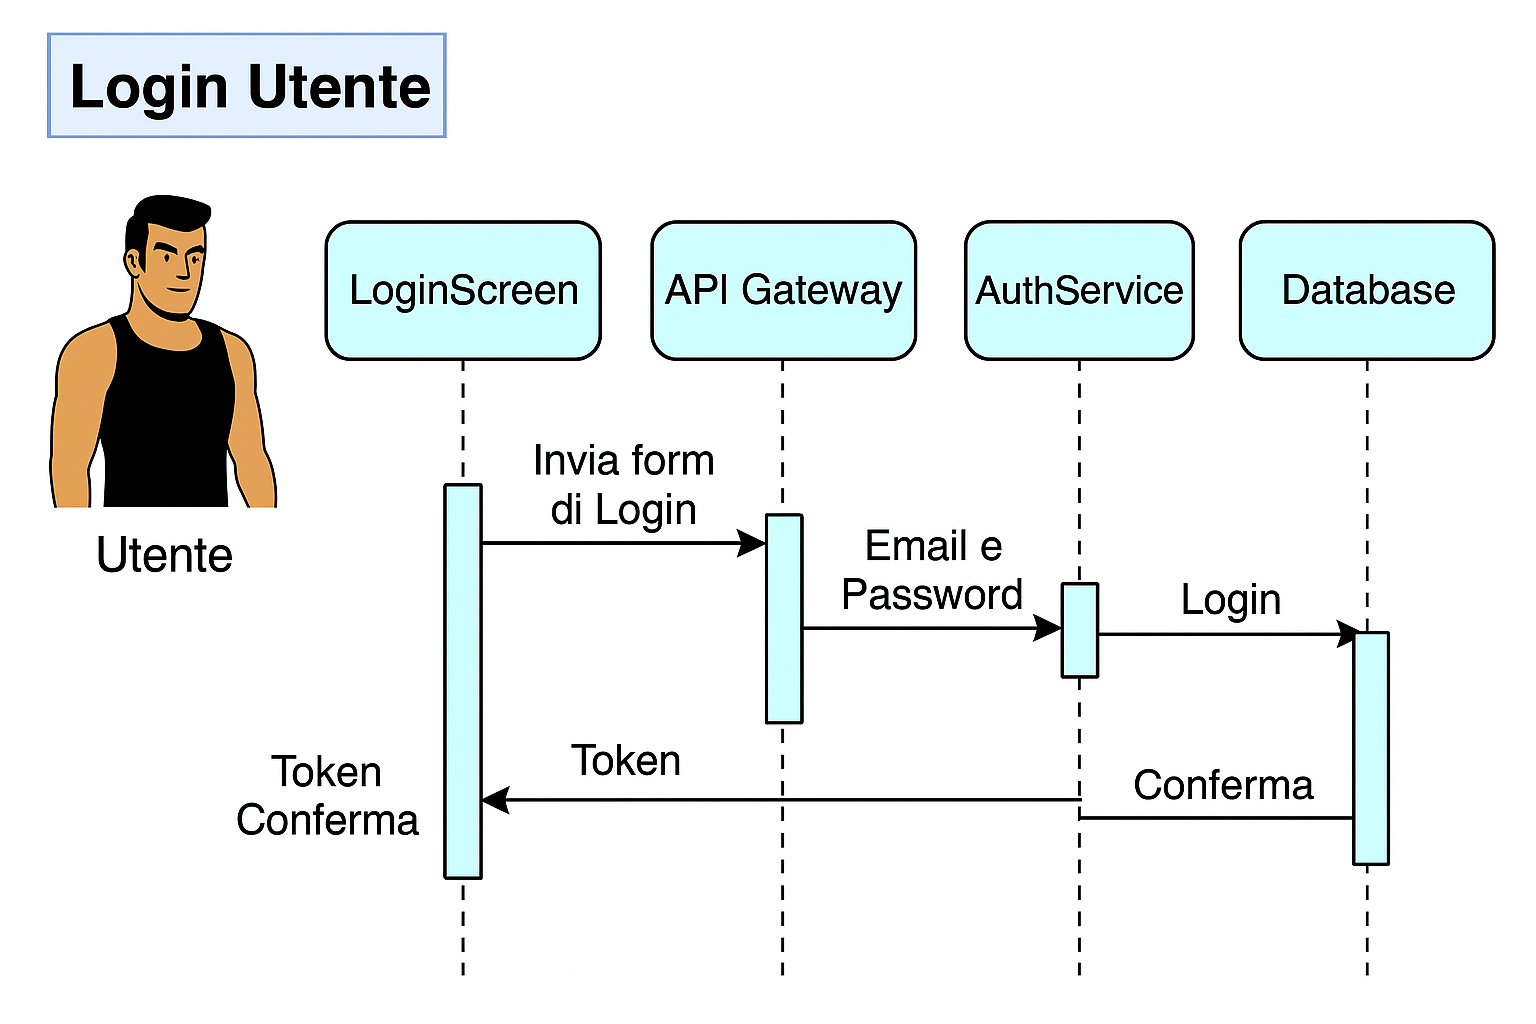 Login Utente
LoginScreen
API Gateway
AuthService
Database
Invia form
di Login
Email e
Password
Login
Utente
Token
Conferma
Token
Conferma